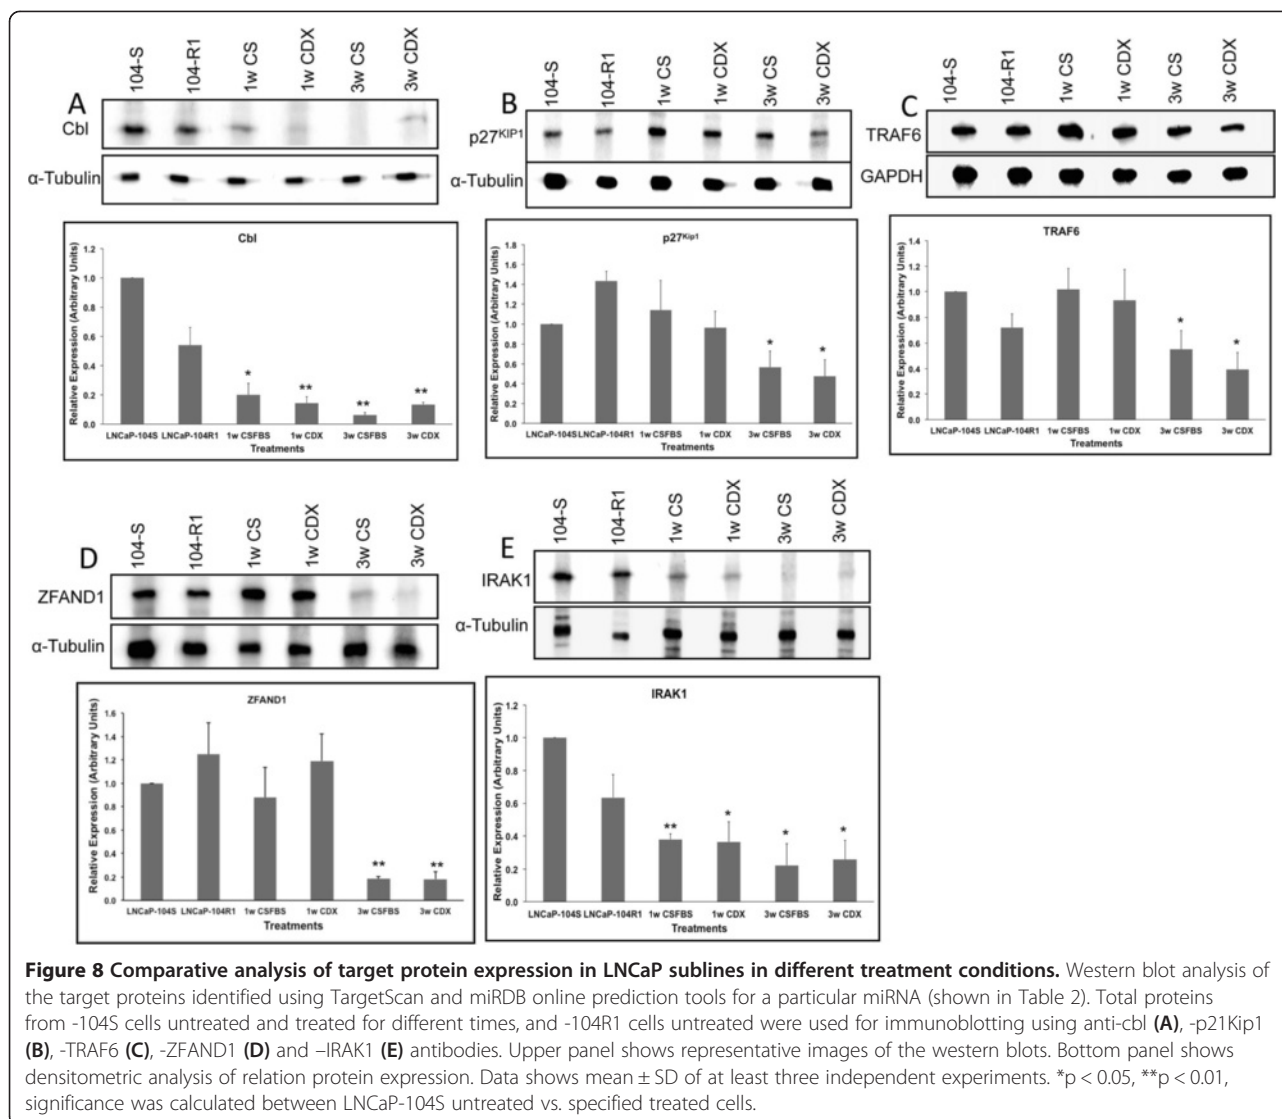 104-S
104-R1
1w CS
1w CDX
3w CS
3w CDX
A
Cbl
α-Tubulin
Cbl
Relative Expression (Arbitrary Units)
1.2
1.0
0.8
0.6
0.4
0.2
0.0
*
**
**
**
LNCaP-104S LNCaP-104R1 1w CSFBS 1w CDX 3w CSFBS 3w CDX
Treatments
104-S
104-R1
1w CS
1w CDX
3w CS
3w CDX
B
p27KIP1
α-Tubulin
p27Kip1
Relative Expression (Arbitrary Units)
1.8
1.6
1.4
1.2
1.0
0.8
0.6
0.4
0.2
0.0
*
*
LNCaP-104S LNCaP-104R1 1w CSFBS 1w CDX 3w CSFBS 3w CDX
Treatments
104-S
104-R1
1w CS
1w CDX
3w CS
3w CDX
C
TRAF6
GAPDH
TRAF6
Relative Expression (Arbitrary Units)
1.4
1.2
1.0
0.8
0.6
0.4
0.2
0.0
*
*
LNCaP-104S LNCaP-104R1 1w CSFBS 1w CDX 3w CSFBS 3w CDX
Treatments
104-S
104-R1
1w CS
1w CDX
3w CS
3w CDX
D
ZFAND1
α-Tubulin
ZFAND1
Relative Expression (Arbitrary Units)
1.6
1.4
1.2
1.0
0.8
0.6
0.4
0.2
0.0
**
**
LNCaP-104S LNCaP-104R1 1w CSFBS 1w CDX 3w CSFBS 3w CDX
Treatments
104-S
104-R1
1w CS
1w CDX
3w CS
3w CDX
E
IRAK1
α-Tubulin
IRAK1
Relative Expression (Arbitrary Units)
1.2
1.0
0.8
0.6
0.4
0.2
0.0
**
*
*
*
LNCaP-104S LNCaP-104R1 1w CSFBS 1w CDX 3w CSFBS 3w CDX
Treatments
Figure 8 Comparative analysis of target protein expression in LNCaP sublines in different treatment conditions. Western blot analysis of
the target proteins identified using TargetScan and miRDB online prediction tools for a particular miRNA (shown in Table 2). Total proteins
from -104S cells untreated and treated for different times, and -104R1 cells untreated were used for immunoblotting using anti-cbl (A), -p21Kip1
(B), -TRAF6 (C), -ZFAND1 (D) and –IRAK1 (E) antibodies. Upper panel shows representative images of the western blots. Bottom panel shows
densitometric analysis of relation protein expression. Data shows mean ± SD of at least three independent experiments. *p < 0.05, **p < 0.01,
significance was calculated between LNCaP-104S untreated vs. specified treated cells.